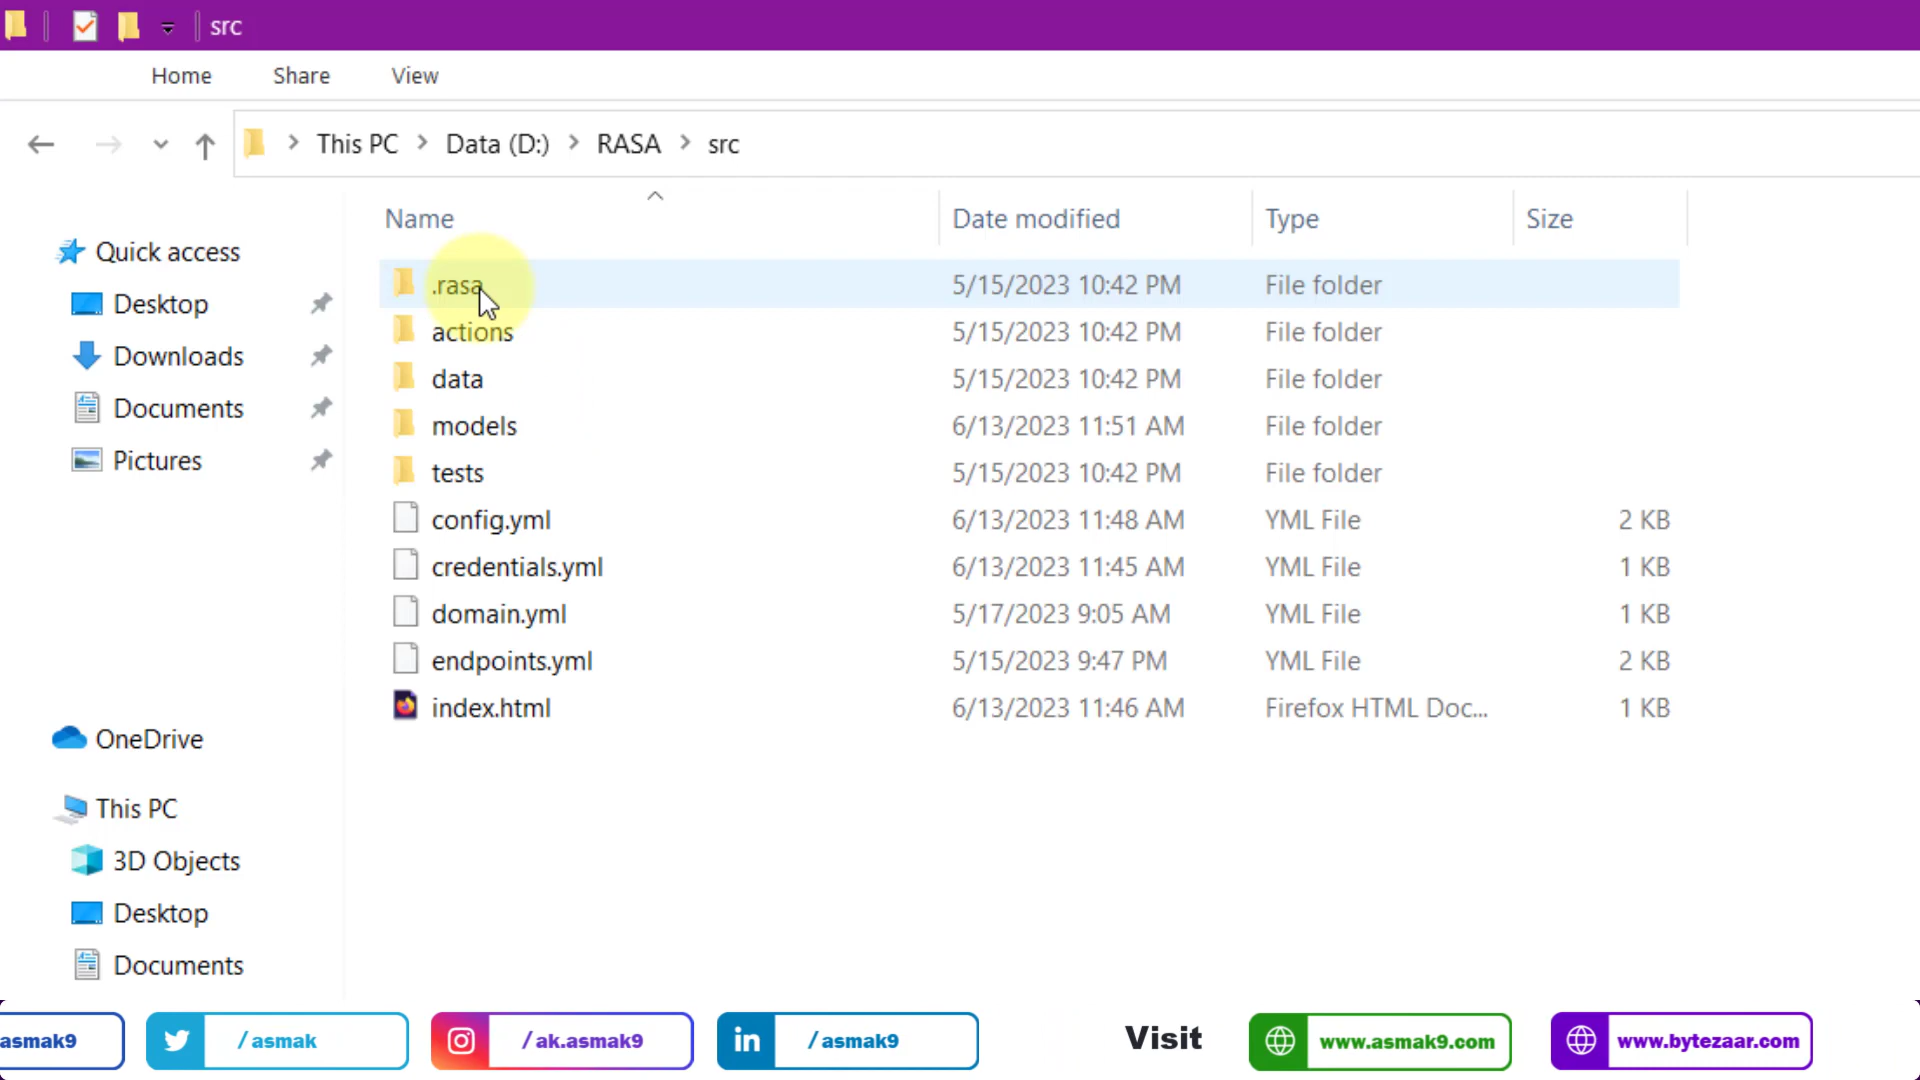 src
Home Share View
This PC Data (D:) RASA src
Name Date modified Type Size
Quick access
Desktop
Downloads
Documents
Pictures
OneDrive
This PC
3D Objects
Desktop
Documents
.rasa 5/15/2023 10:42 PM File folder
actions 5/15/2023 10:42 PM File folder
data 5/15/2023 10:42 PM File folder
models 6/13/2023 11:51 AM File folder
tests 5/15/2023 10:42 PM File folder
config.yml 6/13/2023 11:48 AM YML File 2 KB
credentials.yml 6/13/2023 11:45 AM YML File 1 KB
domain.yml 5/17/2023 9:05 AM YML File 1 KB
endpoints.yml 5/15/2023 9:47 PM YML File 2 KB
index.html 6/13/2023 11:46 AM Firefox HTML Doc... 1 KB
asmak9 /asmak /ak.asmak9 in /asmak9 Visit www.asmak9.com www.bytezaar.com